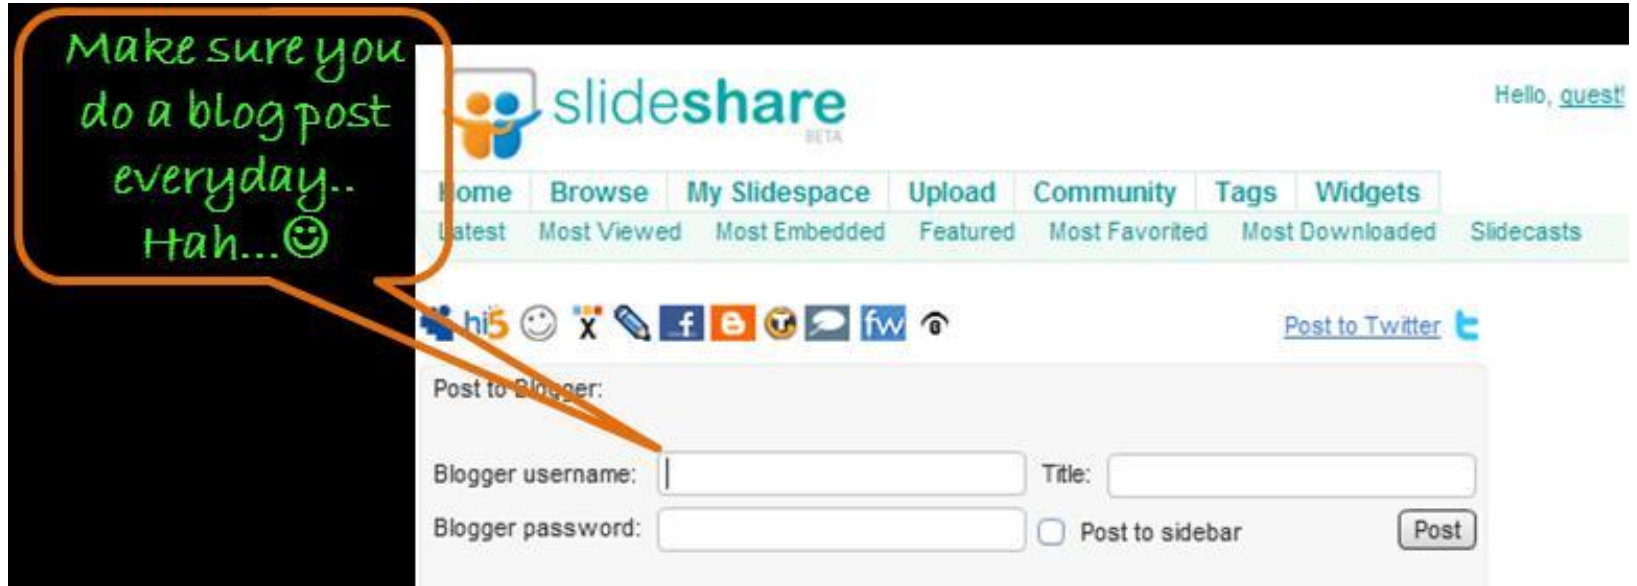 Make sure you
do a blog post
everyday..
Hah...☺
slideshare
BETA
Hello, guest!
Home Browse My Slidespace Upload Community Tags Widgets
Latest Most Viewed Most Embedded Featured Most Favorited Most Downloaded Slidecasts
hi5 X f B T fw
Post to Twitter t
Post to Blogger:
Blogger username: Title:
Blogger password: Post to sidebar Post